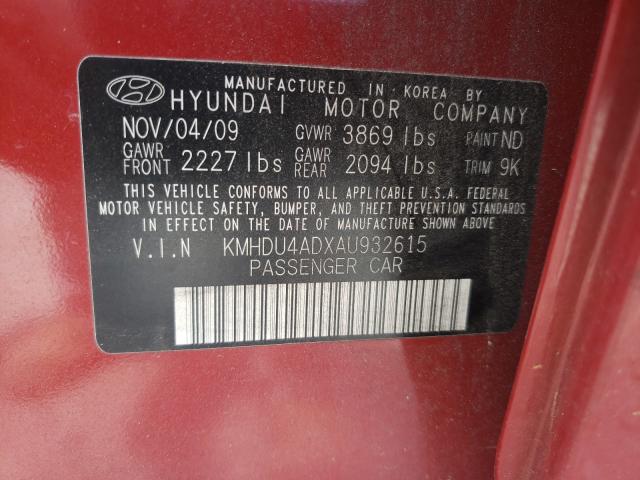 MANUFACTURED IN KOREA BY
HYUNDAI MOTOR COMPANY
NOV/04/09 GVWR 3869 lbs PAINT ND
GAWR FRONT 2227 lbs GAWR REAR 2094 lbs TRIM 9K
THIS VEHICLE CONFORMS TO ALL APPLICABLE U.S.A. FEDERAL
MOTOR VEHICLE SAFETY, BUMPER, AND THEFT PREVENTION STANDARDS
IN EFFECT ON THE DATE OF MANUFACTURE SHOWN ABOVE
V.I.N KMHDU4ADXAU932615
PASSENGER CAR